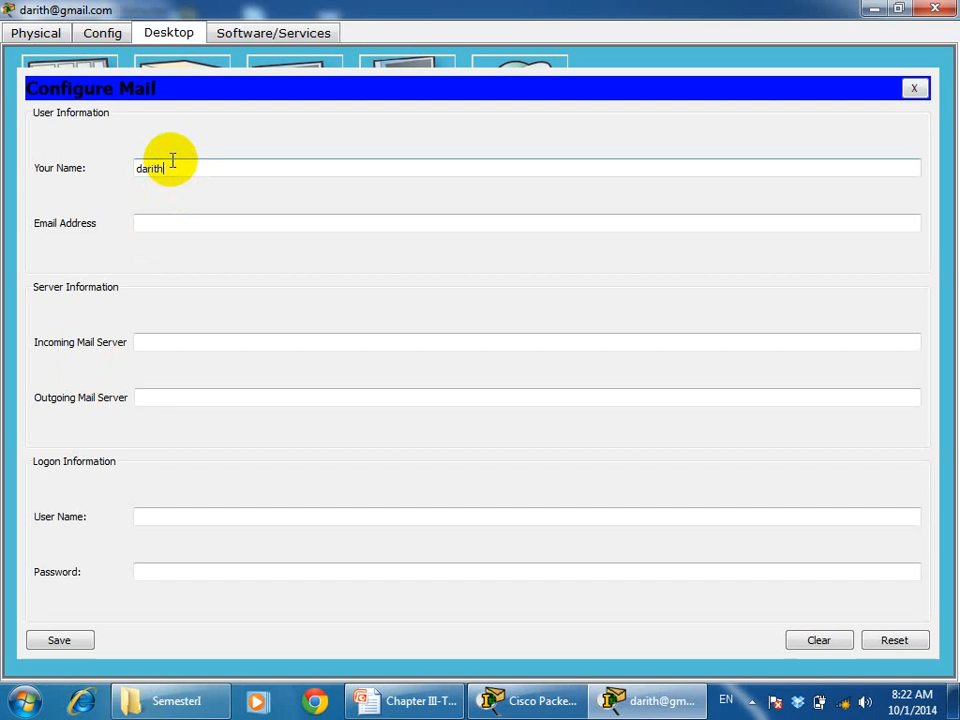 darith@gmail.com
Physical Config Desktop Software/Services
Configure Mail X
User Information
Your Name: darith
Email Address
Server Information
Incoming Mail Server
Outgoing Mail Server
Logon Information
User Name:
Password:
Save Clear Reset
SemesterI Chapter III-T... Cisco Packe... darith@gm... EN 8:22 AM
10/1/2014